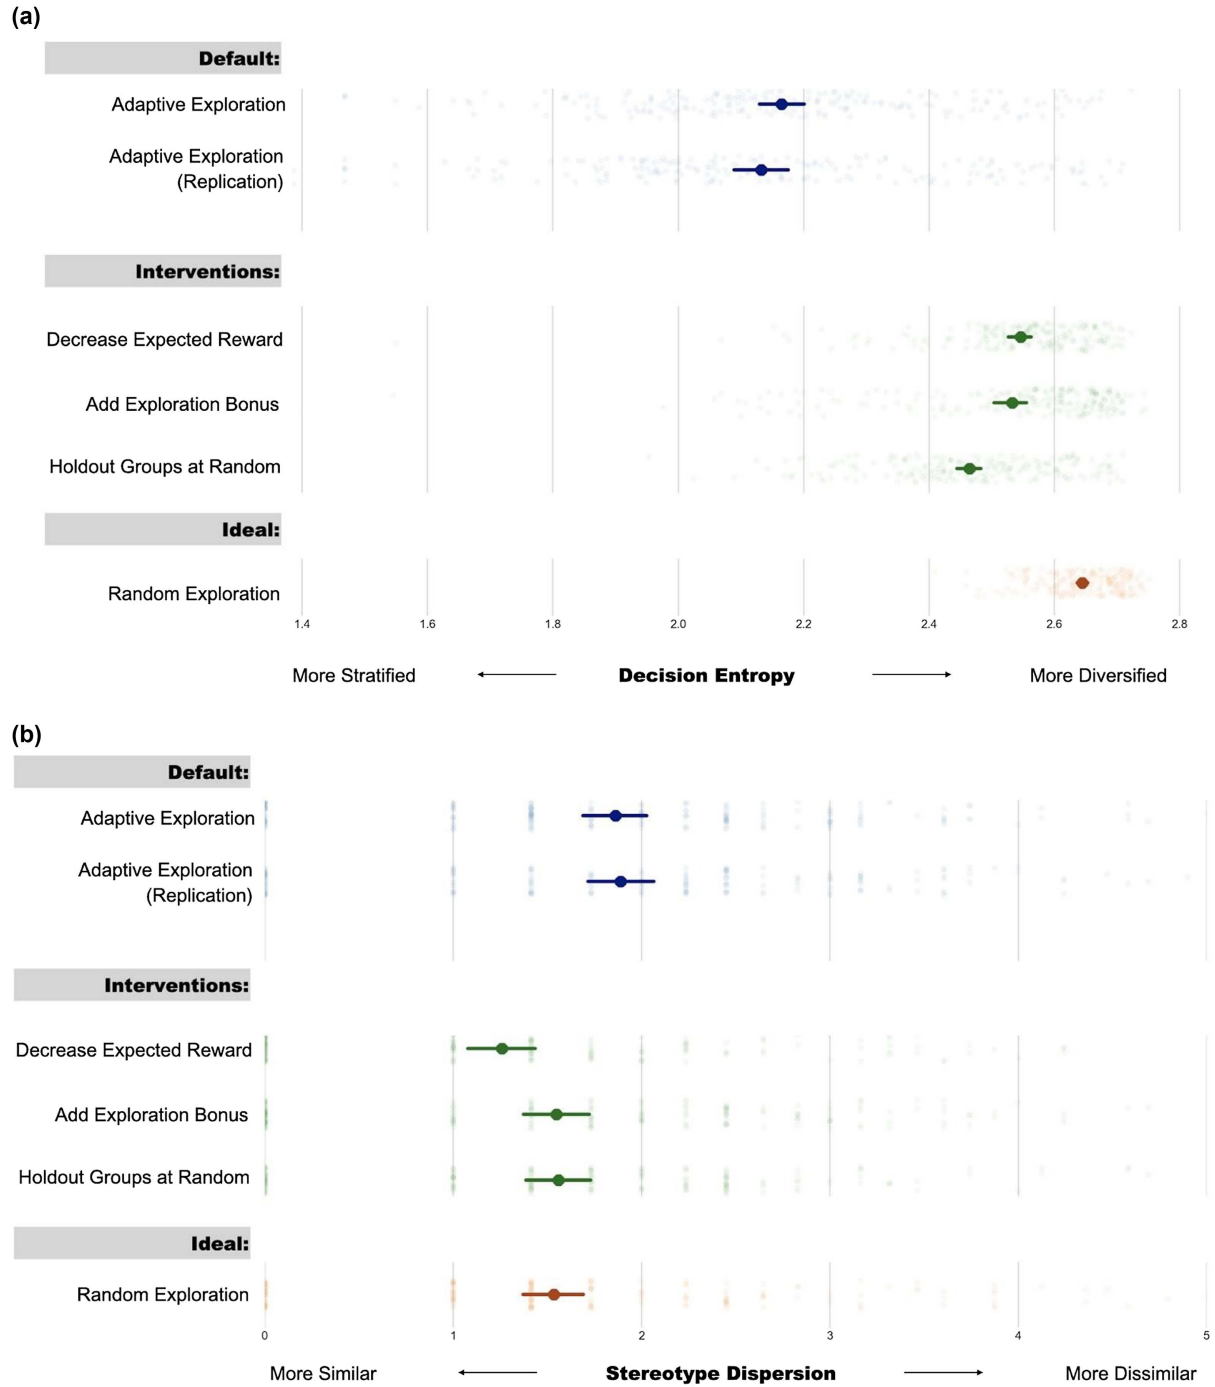 (a)
Default:
Adaptive Exploration
Adaptive Exploration
(Replication)
Interventions:
Decrease Expected Reward
Add Exploration Bonus
Holdout Groups at Random
Ideal:
Random Exploration
1.4 1.6 1.8 2.0 2.2 2.4 2.6 2.8
More Stratified Decision Entropy More Diversified
(b)
Default:
Adaptive Exploration
Adaptive Exploration
(Replication)
Interventions:
Decrease Expected Reward
Add Exploration Bonus
Holdout Groups at Random
Ideal:
Random Exploration
0 1 2 3 4 5
More Similar Stereotype Dispersion More Dissimilar